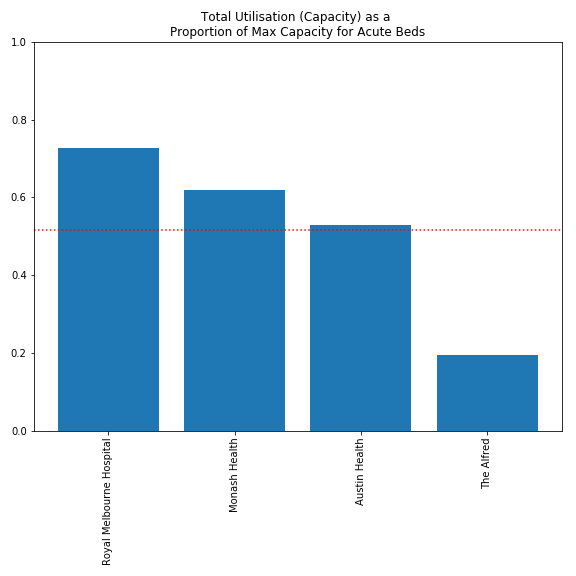 Total Utilisation (Capacity) as a
Proportion of Max Capacity for Acute Beds
1.0
0.8
0.6
0.4
0.2
0.0
Royal Melbourne Hospital
Monash Health
Austin Health
The Alfred